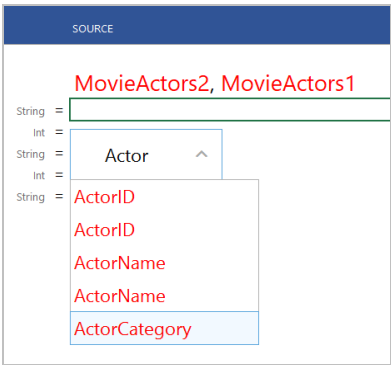 SOURCE
MovieActors2, MovieActors1
String =
Int =
String = Actor
Int =
String = ActorID
ActorID
ActorName
ActorName
ActorCategory